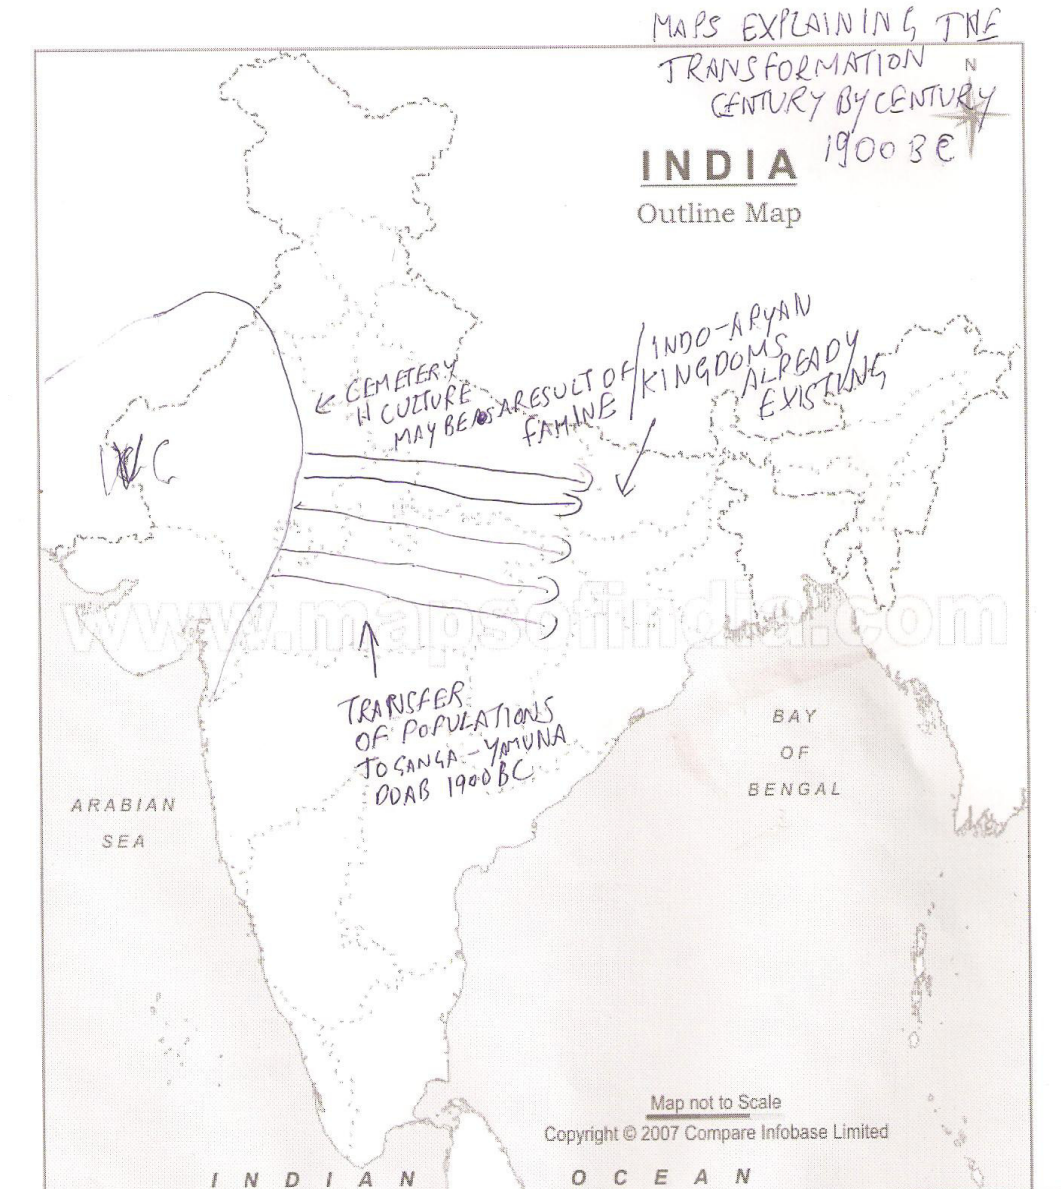 MAPS EXPLAINING THE
TRANSFORMATION
CENTURY BY CENTURY
1900 BC
N
INDIA
Outline Map
INDO-ARYAN
KINGDOMS
ALREADY
EXISTING
CEMETERY
H CULTURE
MAY BE AS A RESULT OF
FAMINE
IVC
www.mapsofindia.com
TRANSFER
OF POPULATIONS
TO GANGA-YAMUNA
DOAB 1900 BC
BAY
OF
BENGAL
ARABIAN
SEA
Map not to Scale
Copyright © 2007 Compare Infobase Limited
INDIAN OCEAN